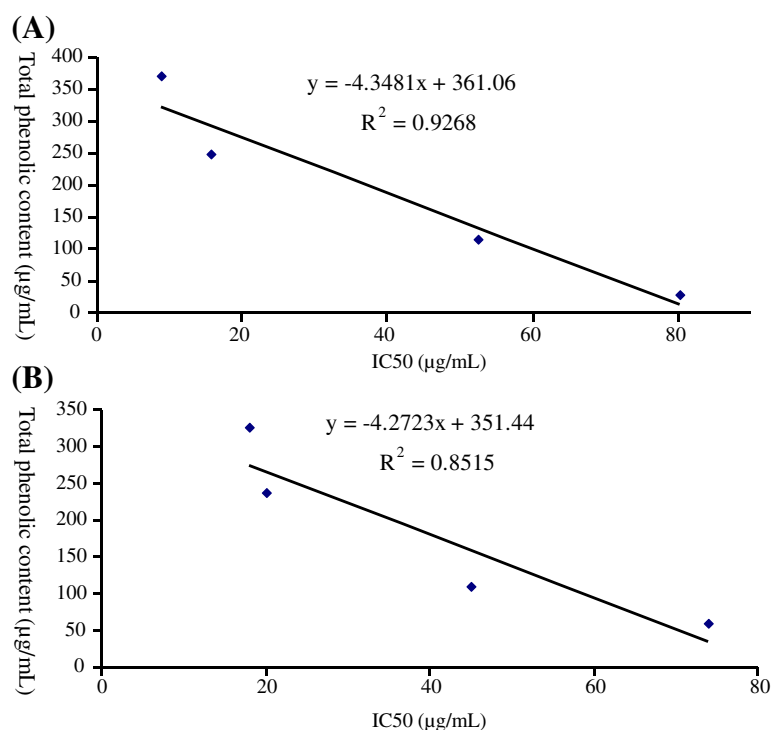 (A)
Total phenolic content (µg/mL)
400
350
300
250
200
150
100
50
0
y = -4.3481x + 361.06
R² = 0.9268
0
20
40
60
80
IC50 (µg/mL)
(B)
Total phenolic content (µg/mL)
350
300
250
200
150
100
50
0
y = -4.2723x + 351.44
R² = 0.8515
0
20
40
60
80
IC50 (µg/mL)